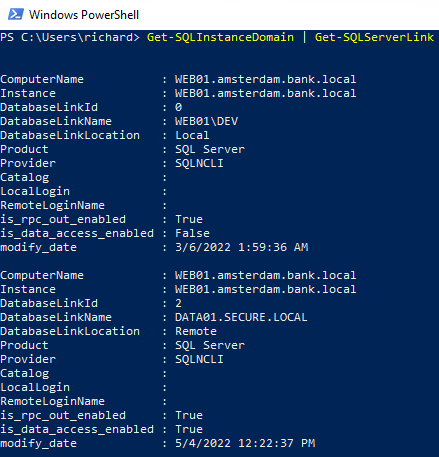 Windows PowerShell
PS C:\Users\richard> Get-SQLInstanceDomain | Get-SQLServerLink
ComputerName : WEB01.amsterdam.bank.local
Instance : WEB01.amsterdam.bank.local
DatabaseLinkId : 0
DatabaseLinkName : WEB01\DEV
DatabaseLinkLocation : Local
Product : SQL Server
Provider : SQLNCLI
Catalog :
LocalLogin :
RemoteLoginName :
is_rpc_out_enabled : True
is_data_access_enabled : False
modify_date : 3/6/2022 1:59:36 AM
ComputerName : WEB01.amsterdam.bank.local
Instance : WEB01.amsterdam.bank.local
DatabaseLinkId : 2
DatabaseLinkName : DATA01.SECURE.LOCAL
DatabaseLinkLocation : Remote
Product : SQL Server
Provider : SQLNCLI
Catalog :
LocalLogin :
RemoteLoginName :
is_rpc_out_enabled : True
is_data_access_enabled : True
modify_date : 5/4/2022 12:22:37 PM